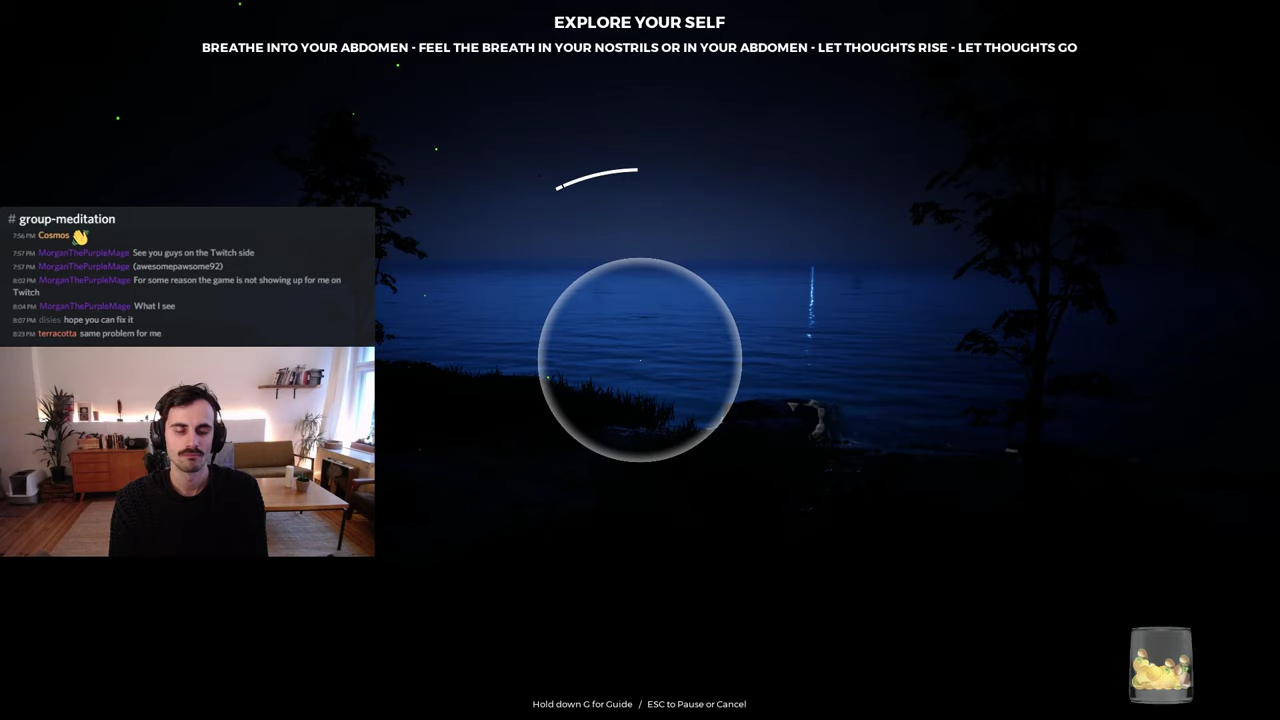 EXPLORE YOUR SELF
BREATHE INTO YOUR ABDOMEN - FEEL THE BREATH IN YOUR NOSTRILS OR IN YOUR ABDOMEN - LET THOUGHTS RISE - LET THOUGHTS GO
# group-meditation
7:56 PM Cosmos 👋
7:57 PM MorganThePurpleMage See you guys on the Twitch side
7:57 PM MorganThePurpleMage (awesomepawsome92)
8:02 PM MorganThePurpleMage For some reason the game is not showing up for me on
Twitch
8:04 PM MorganThePurpleMage What I see
8:07 PM disies hope you can fix it
8:23 PM terracotta same problem for me
Hold down G for Guide / ESC to Pause or Cancel